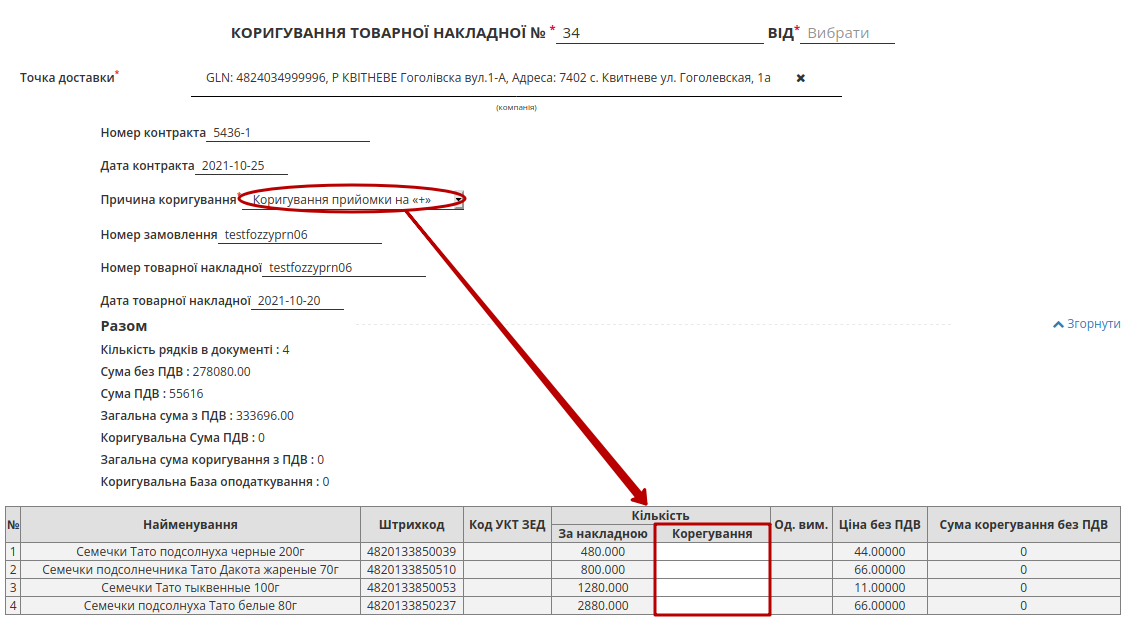 КОРИГУВАННЯ ТОВАРНОЇ НАКЛАДНОЇ № * 34 ВІД* Вибрати
Точка доставки* GLN: 4824034999996, Р КВІТНЕВЕ Гоголівска вул.1-А, Адреса: 7402 с. Квитневе ул. Гоголевская, 1а ✖
(компанія)
Номер контракта 5436-1
Дата контракта 2021-10-25
Причина коригування* Коригування прийомки на «+»
Номер замовлення testfozzyprn06
Номер товарної накладної testfozzyprn06
Дата товарної накладної 2021-10-20
Разом Згорнути
Кількість рядків в документі : 4
Сума без ПДВ : 278080.00
Сума ПДВ : 55616
Загальна сума з ПДВ : 333696.00
Коригувальна Сума ПДВ : 0
Загальна сума коригування з ПДВ : 0
Коригувальна База оподаткування : 0
№ Найменування Штрихкод Код УКТ ЗЕД Кількість Од. вим. Ціна без ПДВ Сума корегування без ПДВ
За накладною Корегування
1 Семечки Тато подсолнуха черные 200г 4820133850039 480.000 44.00000 0
2 Семечки подсолнечника Тато Дакота жареные 70г 4820133850510 800.000 66.00000 0
3 Семечки Тато тыквенные 100г 4820133850053 1280.000 11.00000 0
4 Семечки подсолнуха Тато белые 80г 4820133850237 2880.000 66.00000 0